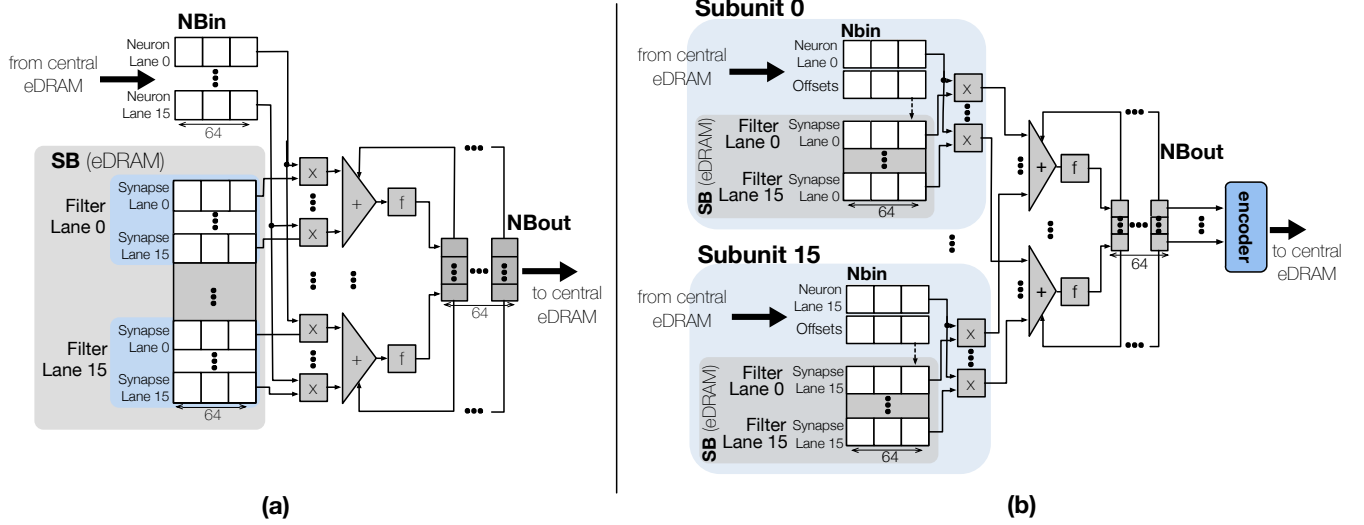 NBin
from central
eDRAM
Neuron
Lane 0
Neuron
Lane 15
64
SB (eDRAM)
Filter
Lane 0
Synapse
Lane 0
Synapse
Lane 15
Filter
Lane 15
Synapse
Lane 0
Synapse
Lane 15
64
x
x
x
x
+
+
f
f
NBout
64
to central
eDRAM
(a)
Subunit 0
Nbin
from central
eDRAM
Neuron
Lane 0
Offsets
SB (eDRAM)
Filter
Lane 0
Synapse
Lane 0
Filter
Lane 15
Synapse
Lane 0
64
x
x
Subunit 15
Nbin
from central
eDRAM
Neuron
Lane 15
Offsets
SB (eDRAM)
Filter
Lane 0
Synapse
Lane 15
Filter
Lane 15
Synapse
Lane 15
64
x
x
+
+
f
f
NBout
64
encoder
to central
eDRAM
(b)